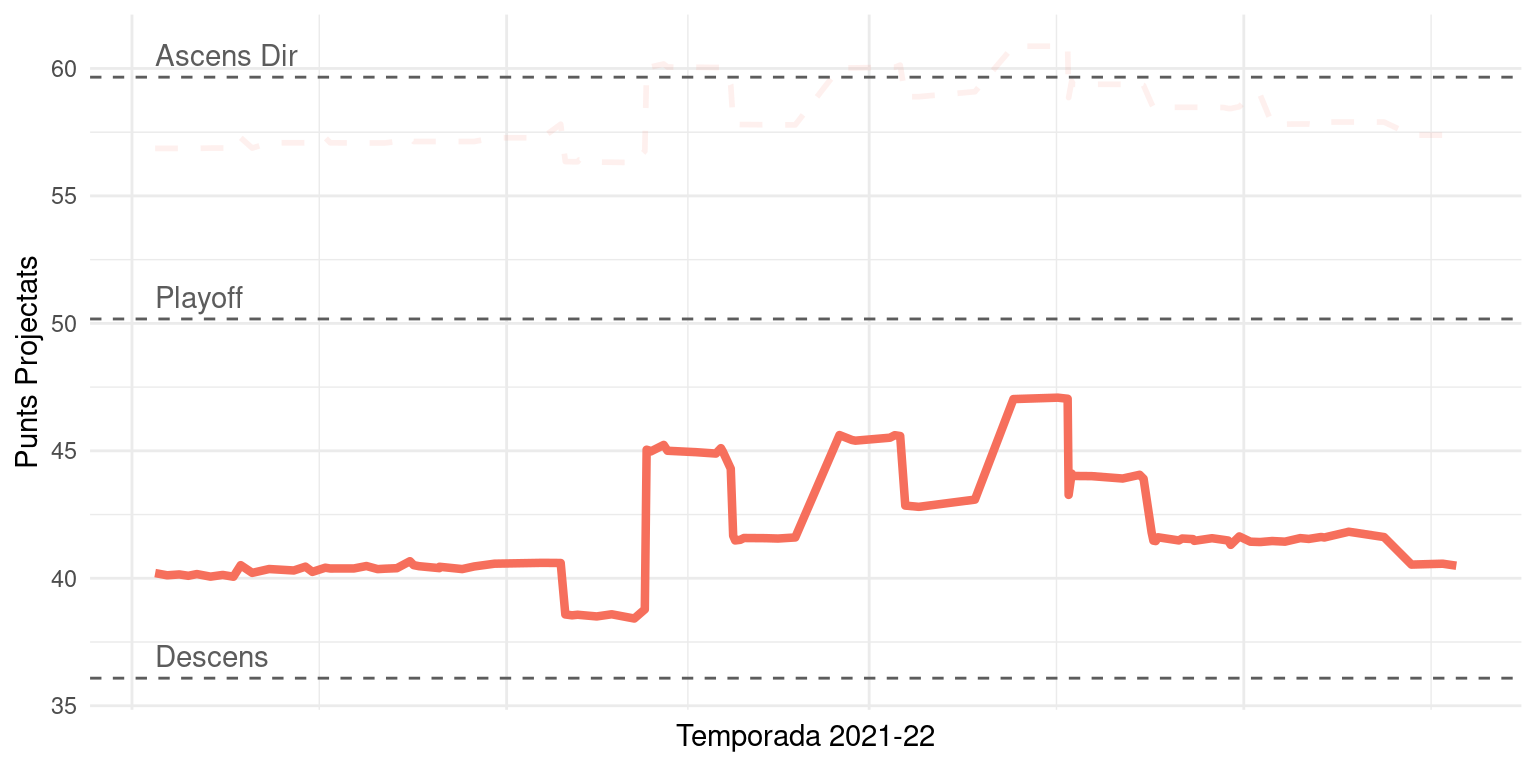 Ascens Dir
60
55
Playoff
50
45
40
Descens
35
Punts Projectats
Temporada 2021-22